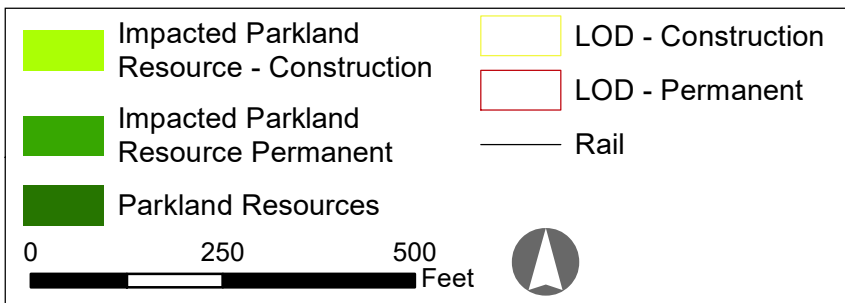 Impacted Parkland
Resource - Construction
Impacted Parkland
Resource Permanent
Parkland Resources
LOD - Construction
LOD - Permanent
Rail
0 250 500
Feet